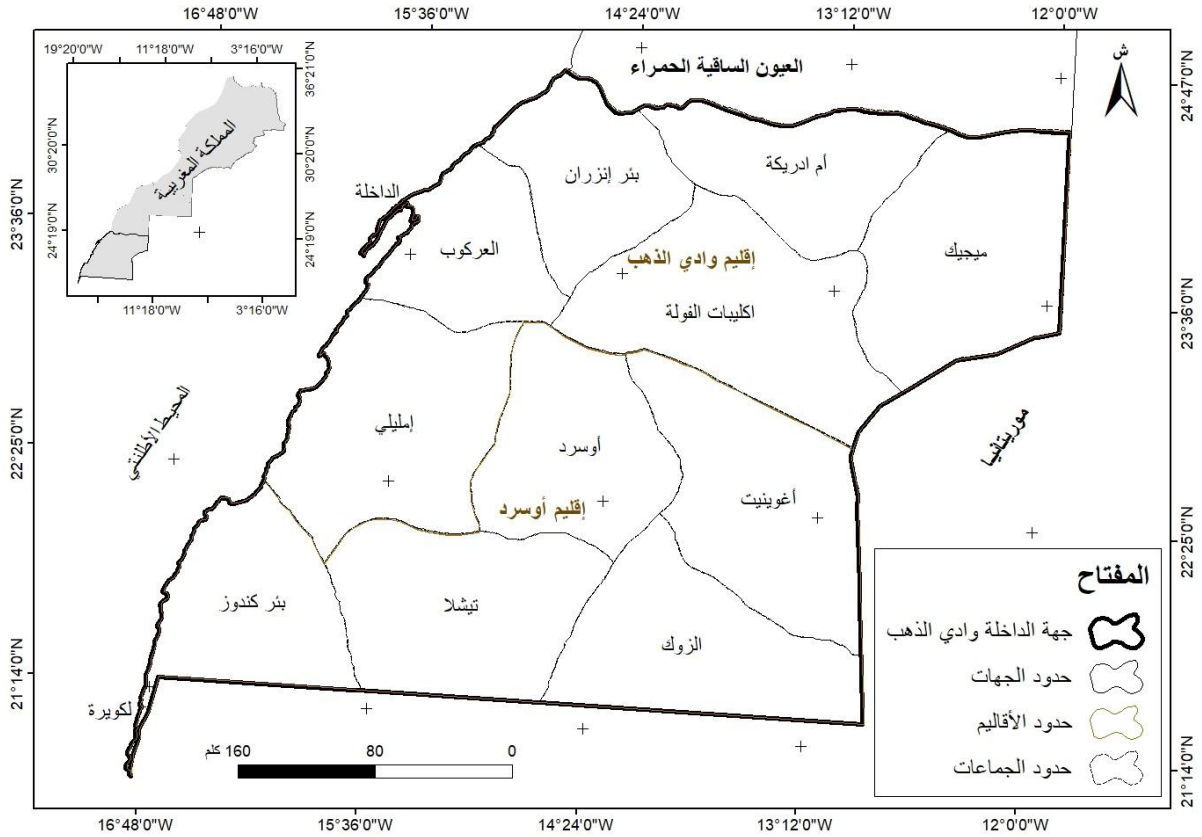 16°48'0"W
15°36'0"W
14°24'0"W
13°12'0"W
12°0'0"W
19°20'0"W
11°18'0"W
3°16'0"W
36°21'0"N
30°20'0"N
30°20'0"N
24°19'0"N
24°19'0"N
11°18'0"W
3°16'0"W
المملكة المغربية
ش
24°47'0"N
23°36'0"N
23°36'0"N
22°25'0"N
22°25'0"N
21°14'0"N
21°14'0"N
العيون الساقية الحمراء
أم ادريكة
بئر إنزران
الداخلة
العركوب
ميجيك
إقليم وادي الذهب
اكليبات الفولة
المحيط الأطلنتي
موريتانيا
إمليلي
أوسرد
أغوينيت
إقليم أوسرد
بئر كندوز
تيشلا
الزوك
لكويرة
المفتاح
جهة الداخلة وادي الذهب
حدود الجهات
حدود الأقاليم
حدود الجماعات
0
80
160 كلم
16°48'0"W
15°36'0"W
14°24'0"W
13°12'0"W
12°0'0"W